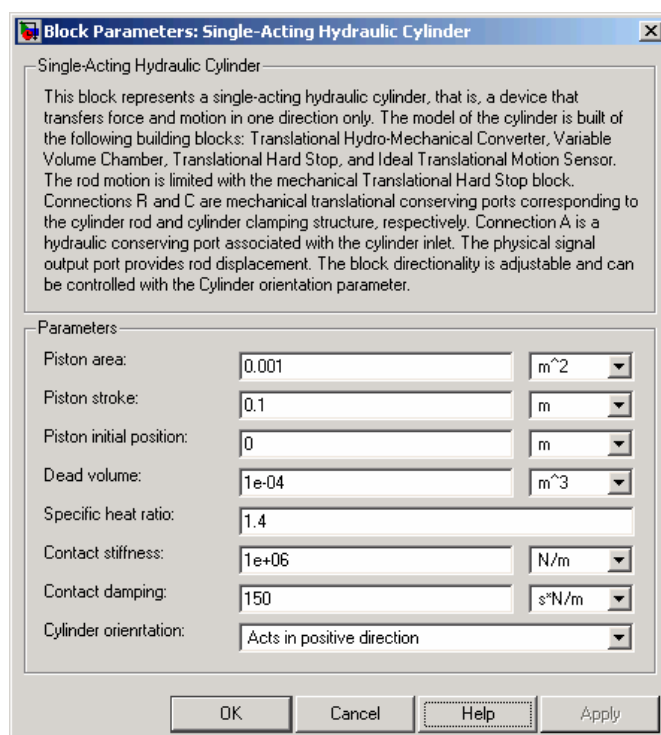 Block Parameters: Single-Acting Hydraulic Cylinder
Single-Acting Hydraulic Cylinder
This block represents a single-acting hydraulic cylinder, that is, a device that
transfers force and motion in one direction only. The model of the cylinder is built of
the following building blocks: Translational Hydro-Mechanical Converter, Variable
Volume Chamber, Translational Hard Stop, and Ideal Translational Motion Sensor.
The rod motion is limited with the mechanical Translational Hard Stop block.
Connections R and C are mechanical translational conserving ports corresponding to
the cylinder rod and cylinder clamping structure, respectively. Connection A is a
hydraulic conserving port associated with the cylinder inlet. The physical signal
output port provides rod displacement. The block directionality is adjustable and can
be controlled with the Cylinder orientation parameter.
Parameters
Piston area: 0.001 m^2
Piston stroke: 0.1 m
Piston initial position: 0 m
Dead volume: 1e-04 m^3
Specific heat ratio: 1.4
Contact stiffness: 1e+06 N/m
Contact damping: 150 s*N/m
Cylinder orienrtation: Acts in positive direction
OK Cancel Help Apply